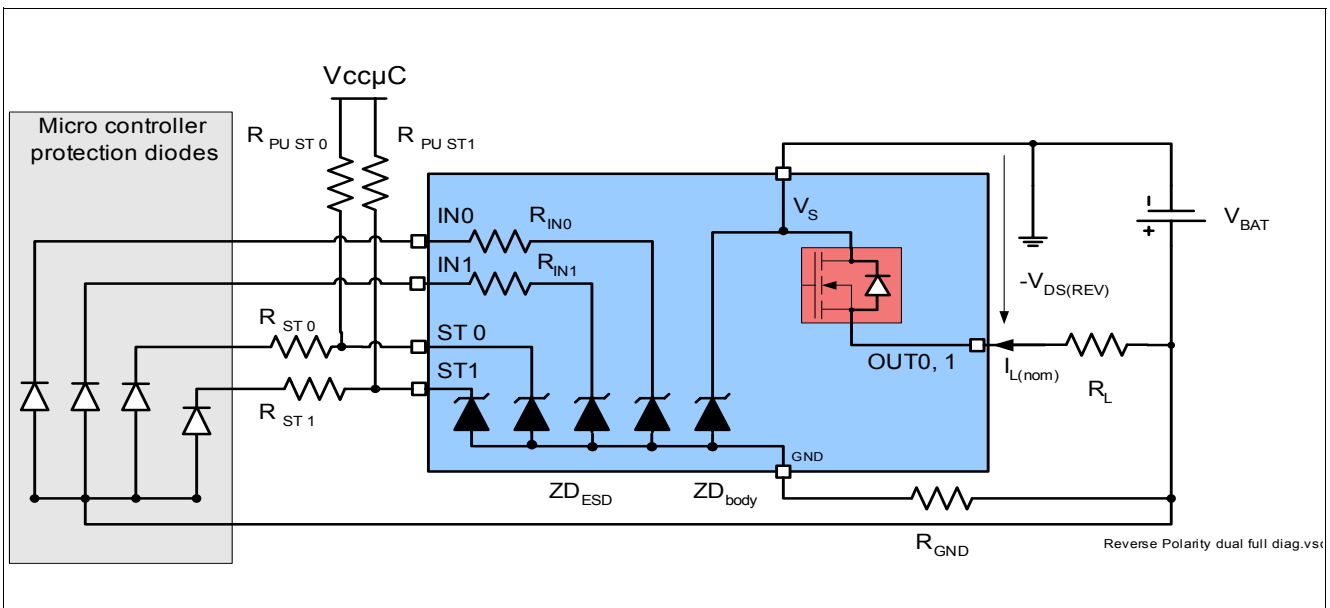 VccµC
Micro controller
protection diodes
R PU ST 0
R PU ST1
IN0
R IN0
IN1
R IN1
V S
-
+
V BAT
-V DS(REV)
R ST 0
ST 0
ST1
OUT0, 1
I L(nom)
R L
R ST 1
GND
ZD ESD
ZD body
R GND
Reverse Polarity dual full diag.vs